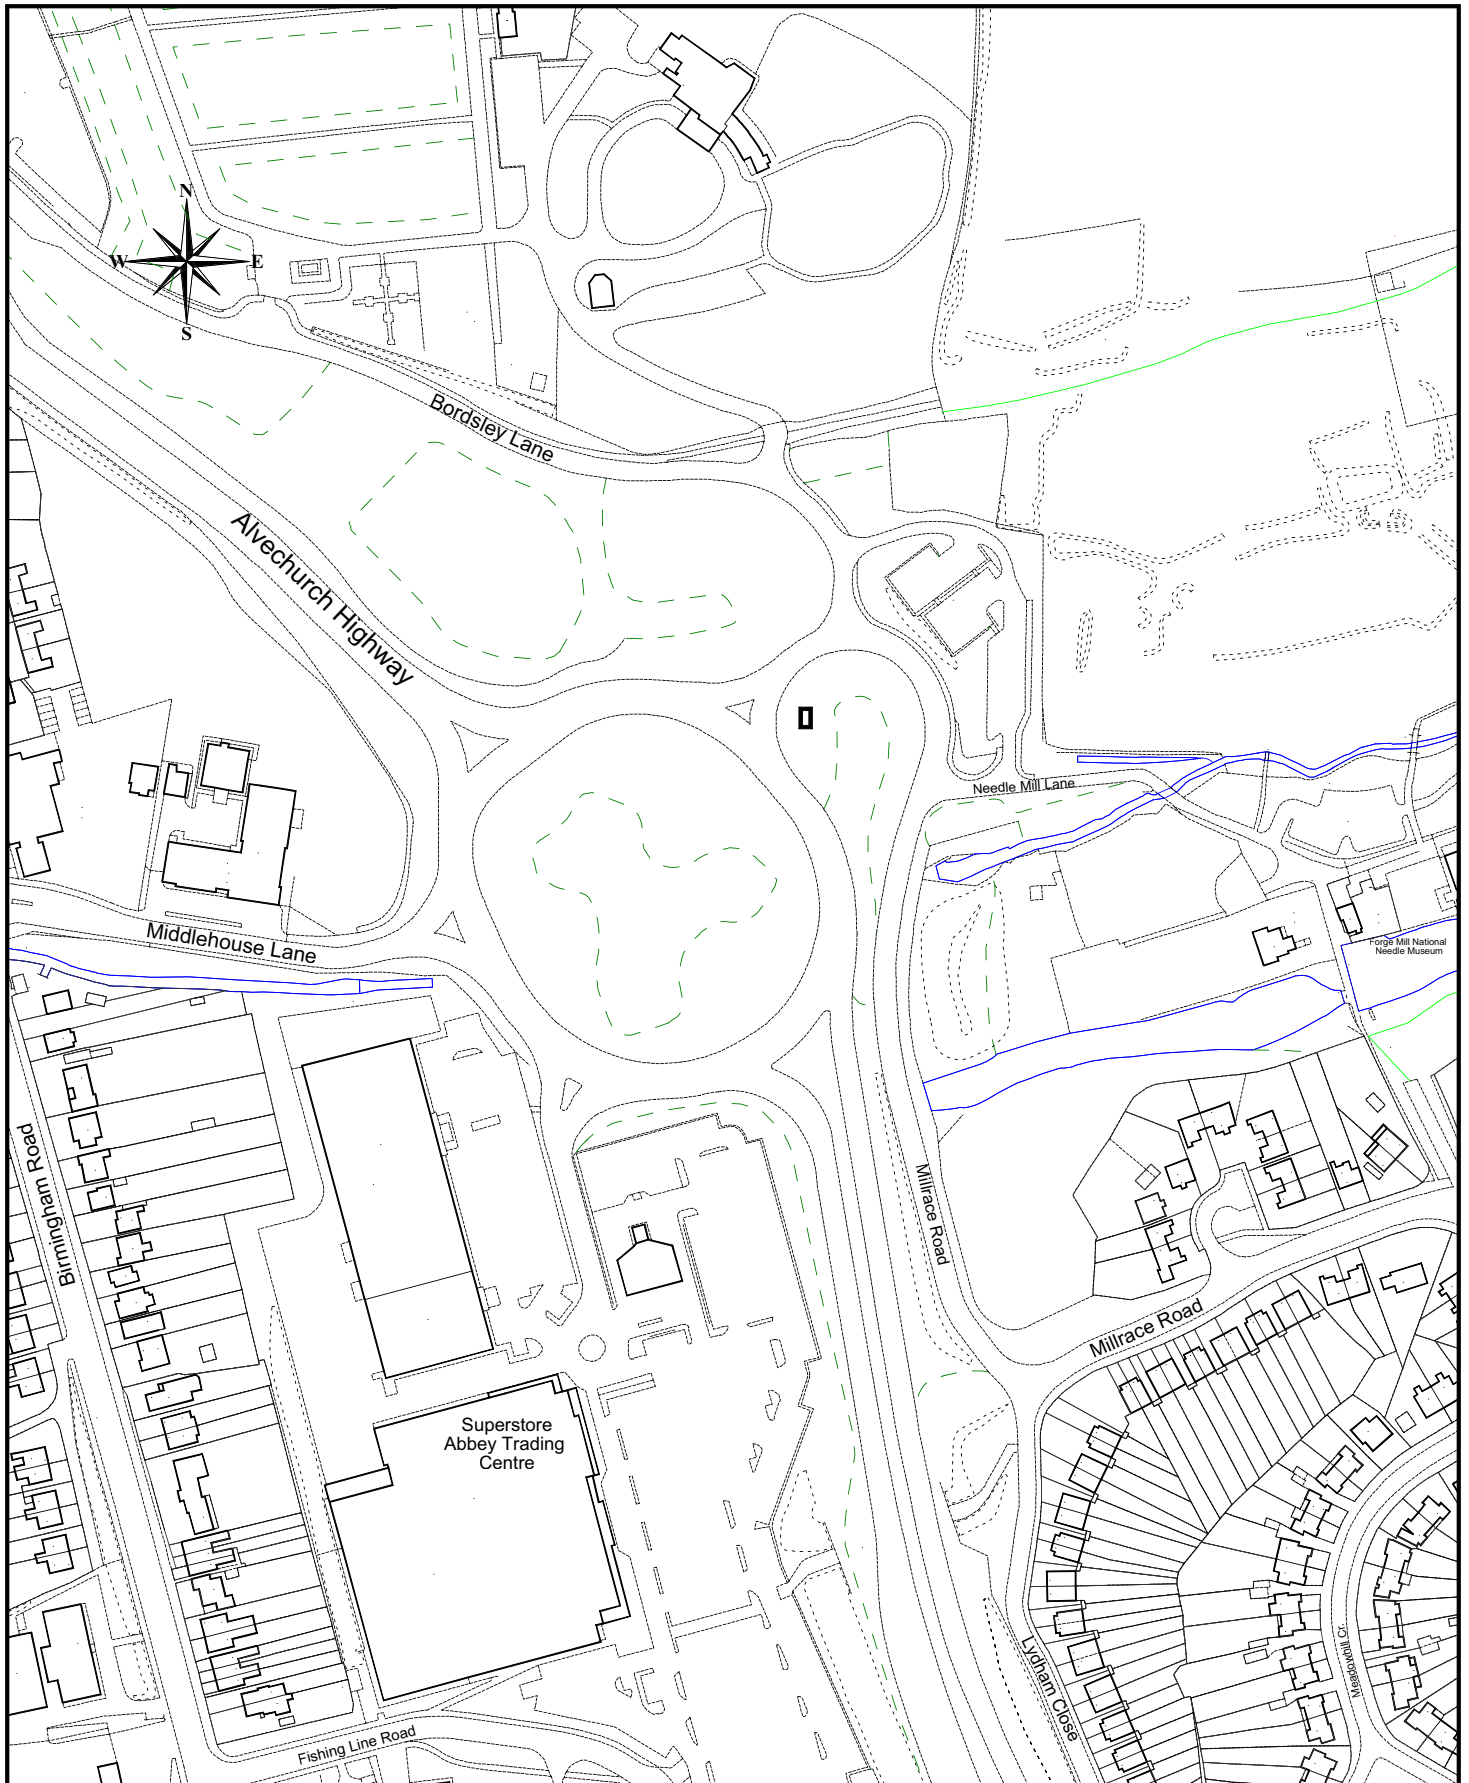 N
W
E
S
Bordsley Lane
Alvechurch Highway
Needle Mill Lane
Middlehouse Lane
Forge Mill National
Needle Museum
Birmingham Road
Millrace Road
Millrace Road
Superstore
Abbey Trading
Centre
Lydham Close
Meadowhill Cr.
Fishing Line Road